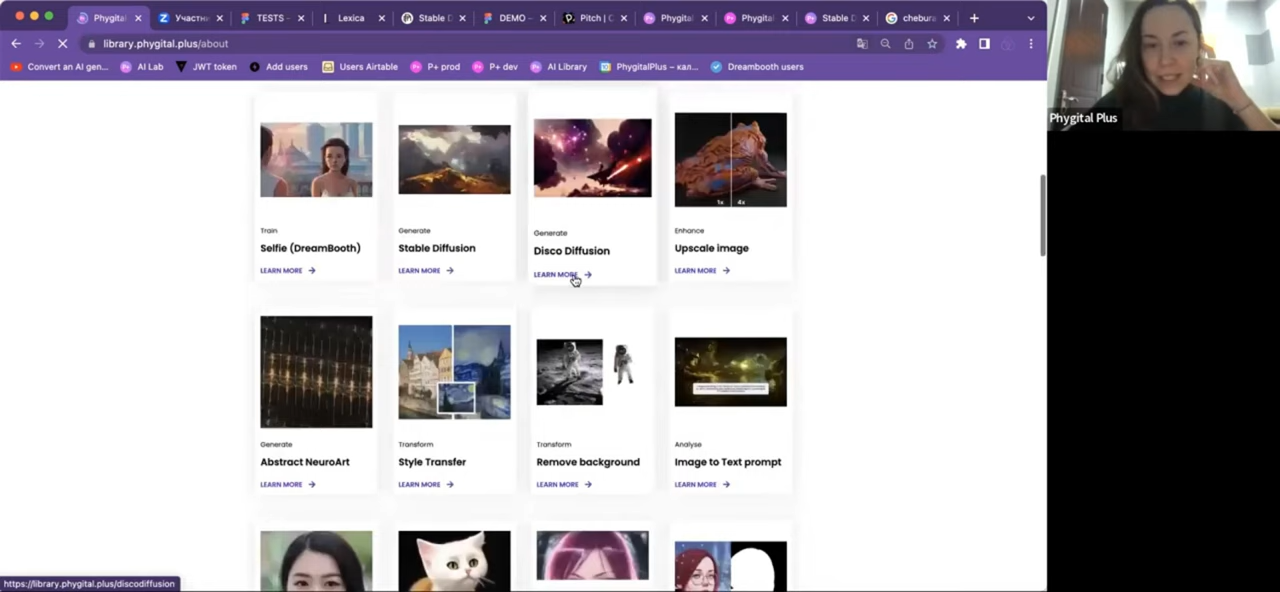 Phygital
Участни
TESTS -
Lexica
Stable D
DEMO –
Pitch | C
Phygital
Phygital
Stable D
chebura
library.phygital.plus/about
Convert an AI gen...
AI Lab
JWT token
Add users
Users Airtable
P+ prod
P+ dev
AI Library
PhygitalPlus – кал...
Dreambooth users
Phygital Plus
1x 4x
Train
Generate
Generate
Enhance
Selfie (DreamBooth)
Stable Diffusion
Disco Diffusion
Upscale image
LEARN MORE
LEARN MORE
LEARN MORE
LEARN MORE
Generate
Transform
Transform
Analyse
Abstract NeuroArt
Style Transfer
Remove background
Image to Text prompt
LEARN MORE
LEARN MORE
LEARN MORE
LEARN MORE
https://library.phygital.plus/discodiffusion